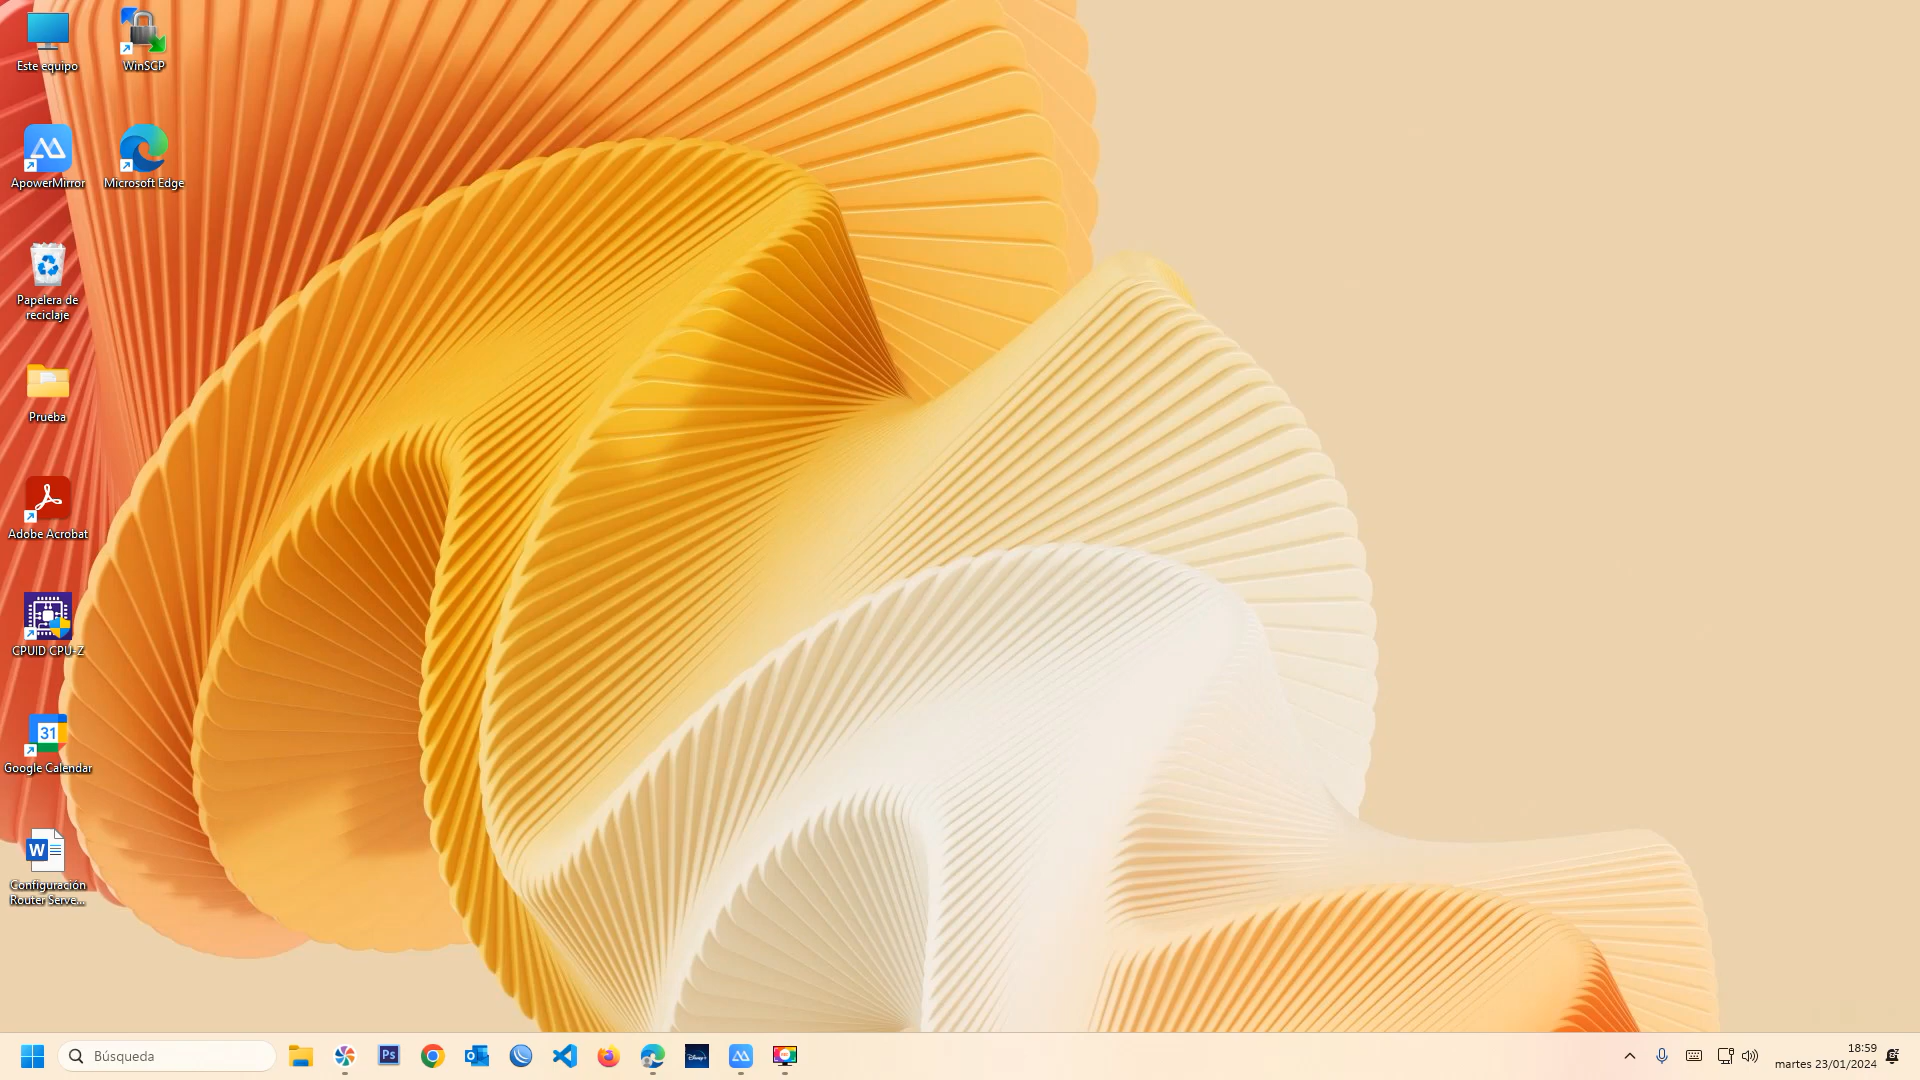 Este equipo
WinSCP
ApowerMirror
Microsoft Edge
Papelera de
reciclaje
Prueba
Adobe Acrobat
CPUID CPU-Z
31
Google Calendar
W
Configuración
Router Serve...
Búsqueda
Ps
Disney+
18:59
martes 23/01/2024